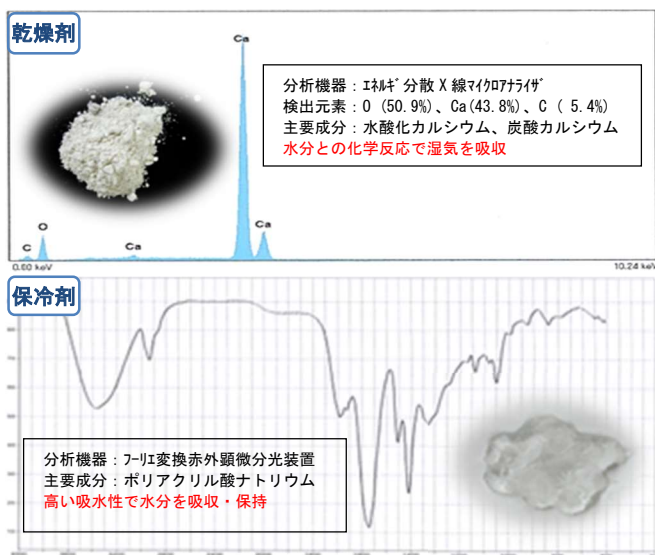 乾燥剤
Ca
分析機器：ｴﾈﾙｷﾞ分散Ｘ線ﾏｲｸﾛｱﾅﾗｲｻﾞ
検出元素：O (50.9%)、Ca(43.8%)、C ( 5.4%)
主要成分：水酸化カルシウム、炭酸カルシウム
水分との化学反応で湿気を吸収
C
O
Ca
Ca
0.00 keV
10.24 keV
保冷剤
分析機器：ﾌｰﾘｴ変換赤外顕微分光装置
主要成分：ポリアクリル酸ナトリウム
高い吸水性で水分を吸収・保持